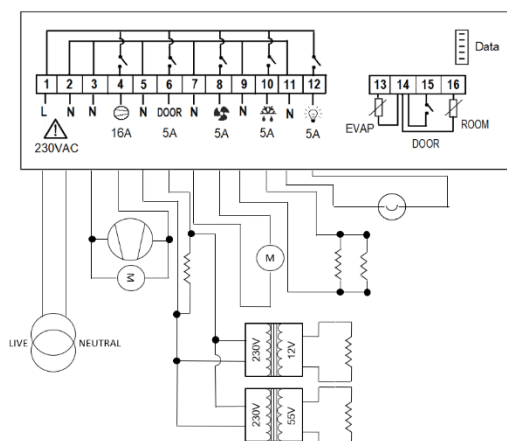 Data
1 2 3 4 5 6 7 8 9 10 11 12
13 14 15 16
L N N N DOOR N N N
16A 5A 5A 5A 5A
230VAC
EVAP
ROOM
DOOR
M
M
LIVE NEUTRAL
230V 12V
230V 55V